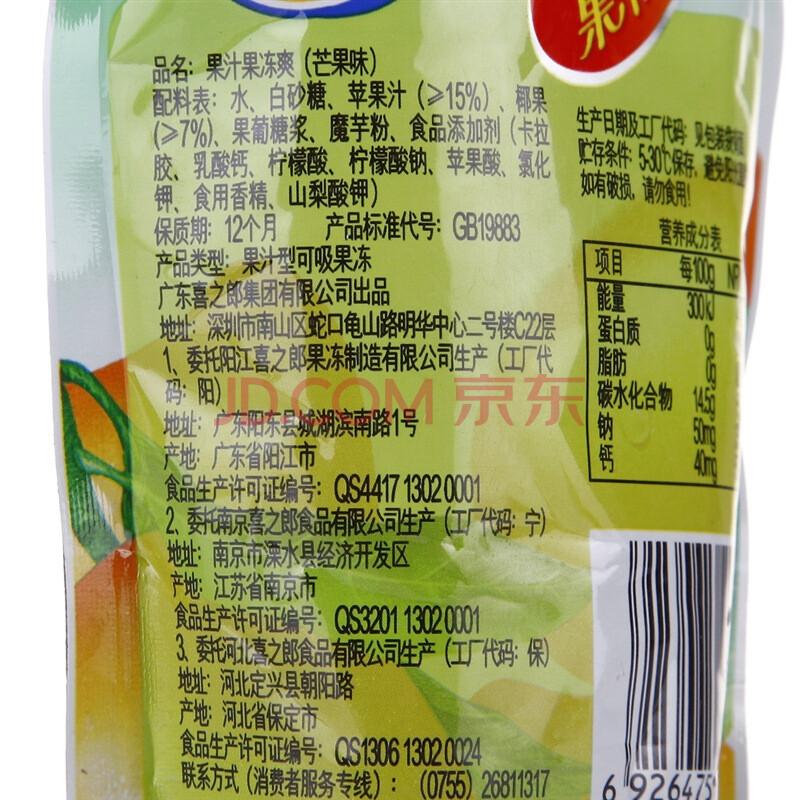 果冻
品名：果汁果冻爽（芒果味）
配料表：水、白砂糖、苹果汁（≥15%）、椰果
（≥7%）、果葡糖浆、魔芋粉、食品添加剂（卡拉
胶、乳酸钙、柠檬酸、柠檬酸钠、苹果酸、氯化
钾、食用香精、山梨酸钾）
保质期：12个月 产品标准代号：GB19883
产品类型：果汁型可吸果冻
广东喜之郎集团有限公司出品
地址：深圳市南山区蛇口龟山路明华中心二号楼C22层
1、委托阳江喜之郎果冻制造有限公司生产（工厂代
码：阳）
地址：广东阳东县城湖滨南路1号
产地：广东省阳江市
食品生产许可证编号：QS4417 1302 0001
2、委托南京喜之郎食品有限公司生产（工厂代码：宁）
地址：南京市溧水县经济开发区
产地：江苏省南京市
食品生产许可证编号：QS3201 1302 0001
3、委托河北喜之郎食品有限公司生产（工厂代码：保）
地址：河北定兴县朝阳路
产地：河北省保定市
食品生产许可证编号：QS1306 1302 0024
联系方式（消费者服务专线）：（0755）26811317
生产日期及工厂代码：见包装袋
贮存条件：5-30℃保存，避免
如有破损，请勿食用！
营养成分表
项目 每100g NR
能量 300kJ
蛋白质 0g
脂肪 0g
碳水化合物 14.5g
钠 50mg
钙 40mg
6 926475
JD.COM 京东